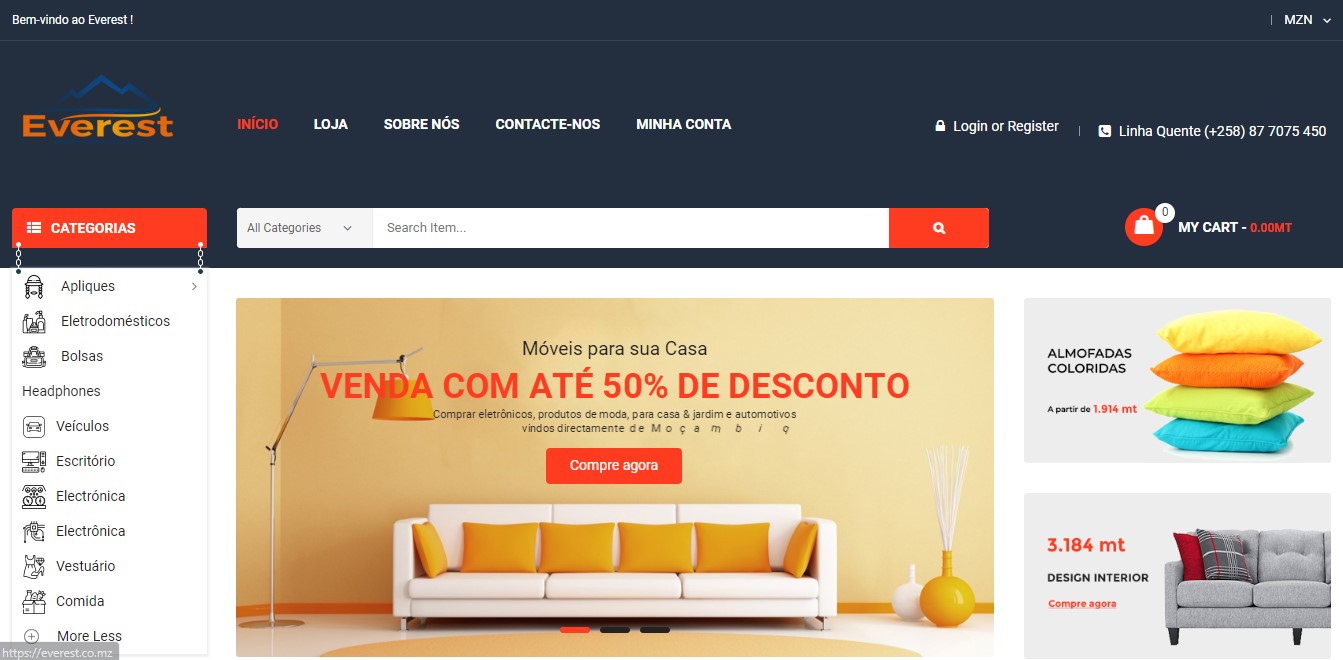 Bem-vindo ao Everest !
MZN
Everest
INÍCIO LOJA SOBRE NÓS CONTACTE-NOS MINHA CONTA
Login or Register
Linha Quente (+258) 87 7075 450
CATEGORIAS
All Categories
Search Item...
0
MY CART - 0.00MT
Apliques
Eletrodomésticos
Bolsas
Headphones
Veículos
Escritório
Electrónica
Electrônica
Vestuário
Comida
More Less
Móveis para sua Casa
VENDA COM ATÉ 50% DE DESCONTO
Comprar eletrônicos, produtos de moda, para casa & jardim e automotivos
vindos directamente de Moçambiq
Compre agora
ALMOFADAS
COLORIDAS
A partir de 1.914 mt
3.184 mt
DESIGN INTERIOR
Compre agora
https://everest.co.mz